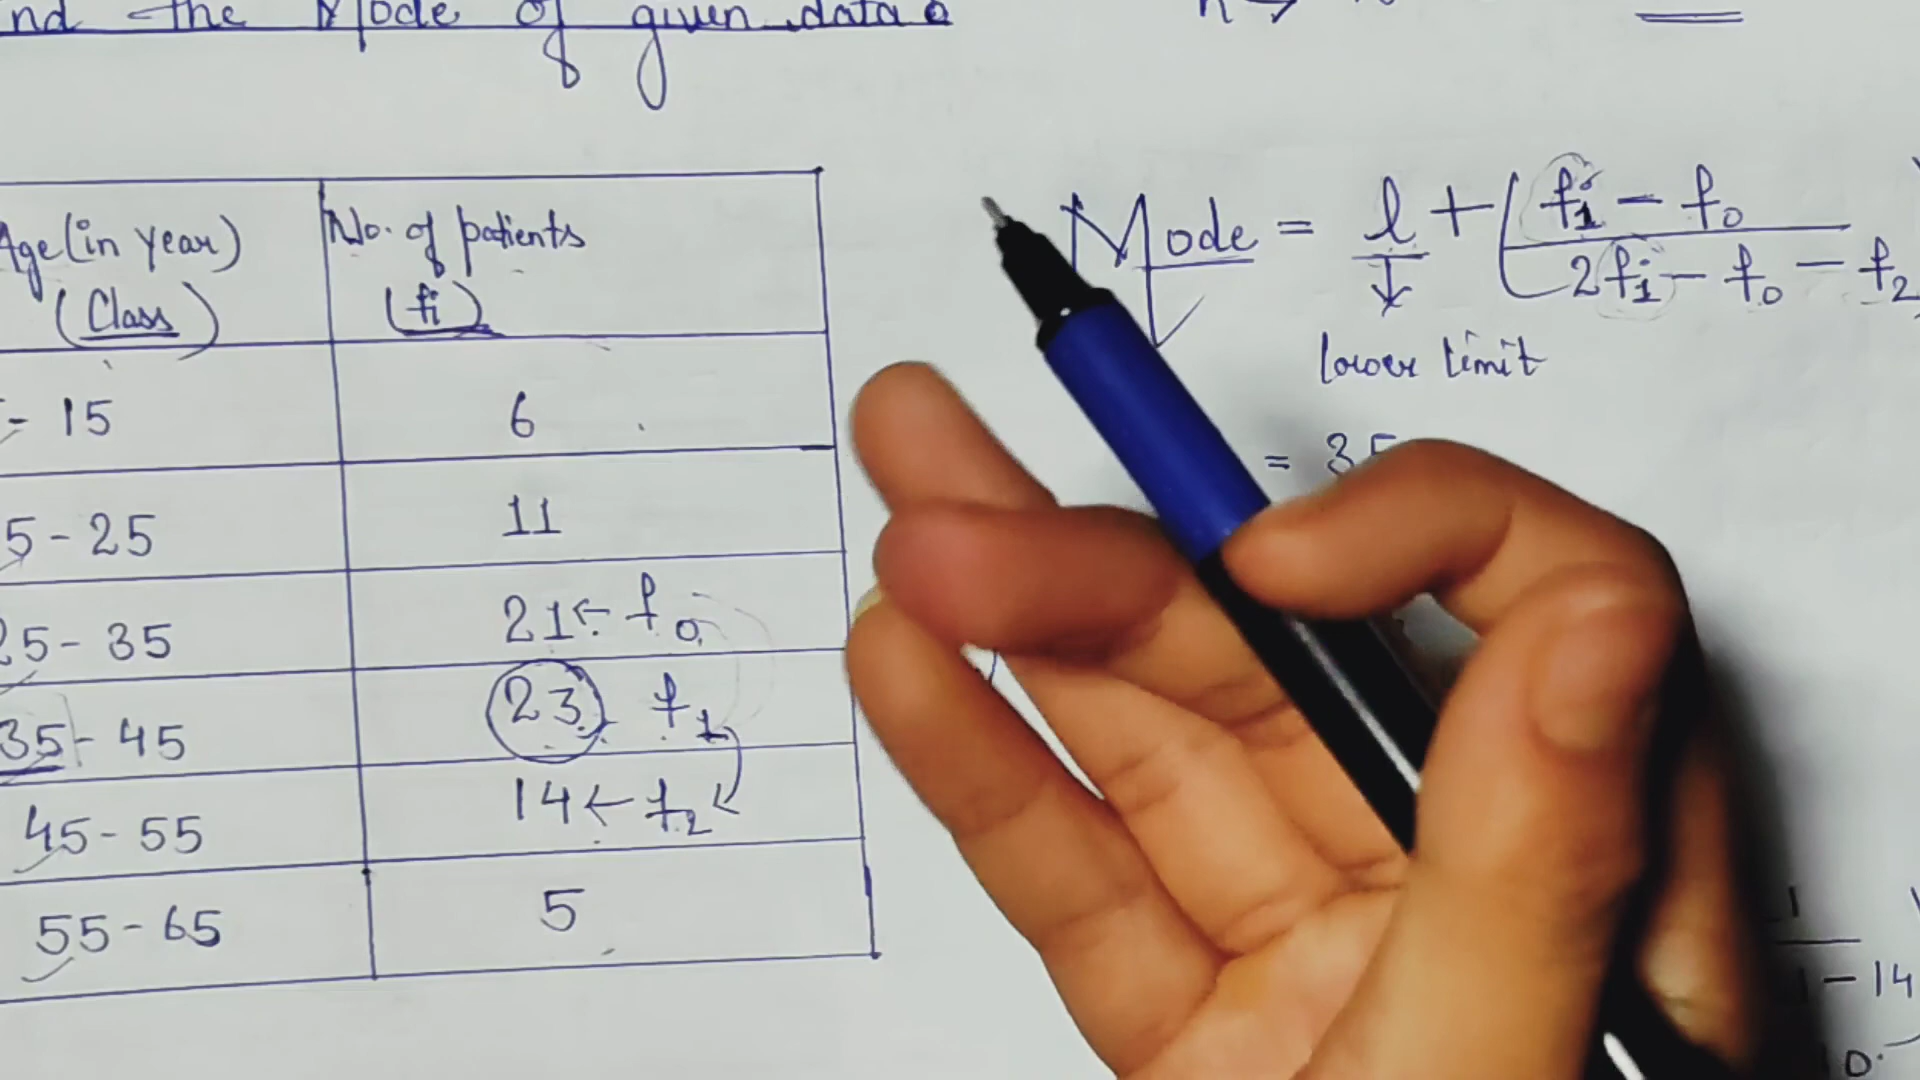 the Mode of given data
Age (in year)
(Class)
No. of patients
(fi)
- 15
6
5 - 25
11
25 - 35
21 ← f0
35 - 45
23 f1
45 - 55
14 ← f2
55 - 65
5
Mode = l + ( f1 - f0
2f1 - f0 - f2
lower limit
= 35
- 14